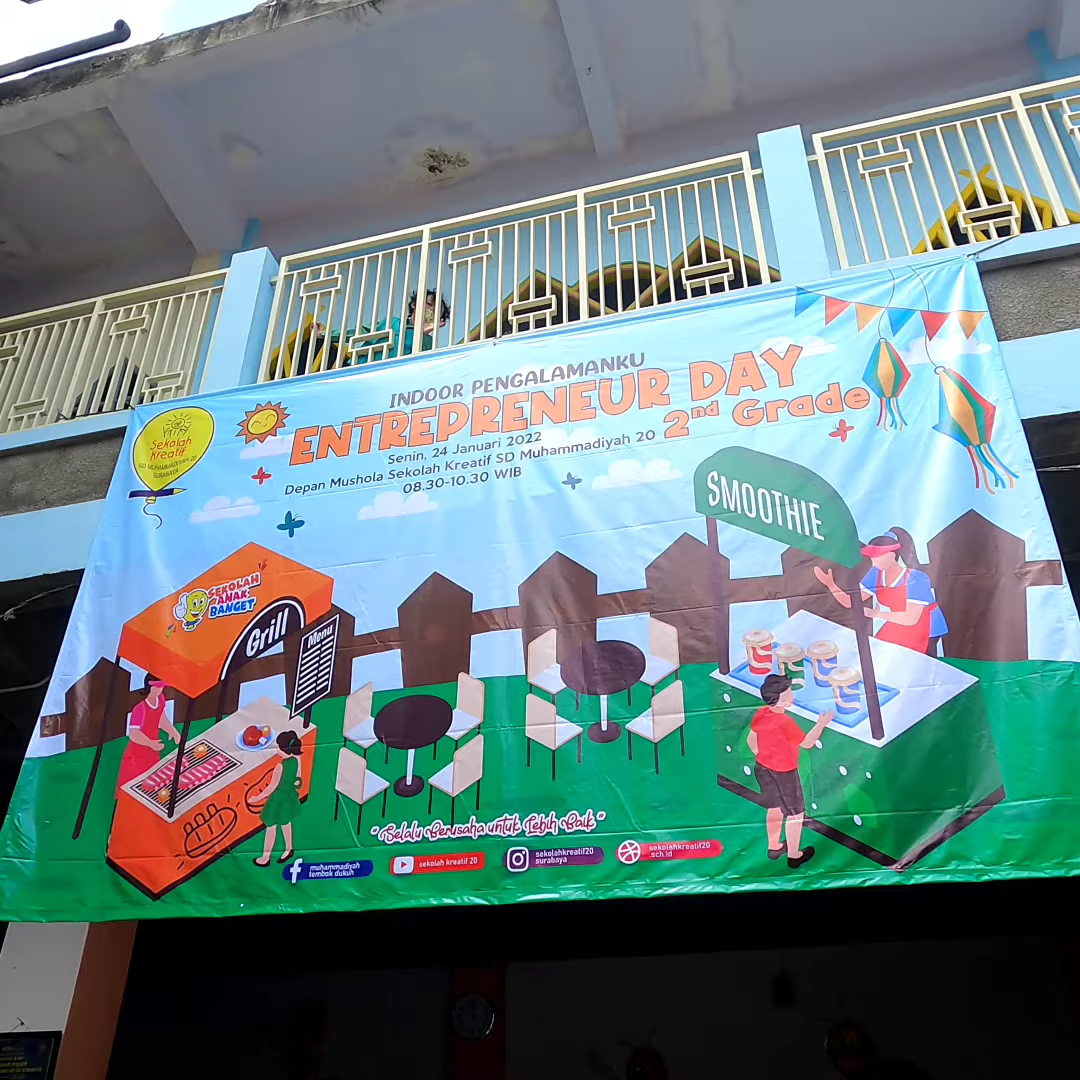 INDOOR PENGALAMANKU
ENTREPRENEUR DAY
2nd Grade
Senin, 24 Januari 2022
Depan Mushola Sekolah Kreatif SD Muhammadiyah 20
08.30-10.30 WIB
Sekolah
Kreatif
SD MUHAMMADIYAH 20
SURABAYA
SMOOTHIE
SEKOLAH
ANAK
BANGET
Grill
Menu
"Selalu Berusaha untuk Lebih Baik"
muhammadiyah
tembok dukuh
sekolah kreatif 20
sekolahkreatif20
surabaya
sekolahkreatif20
.sch.id